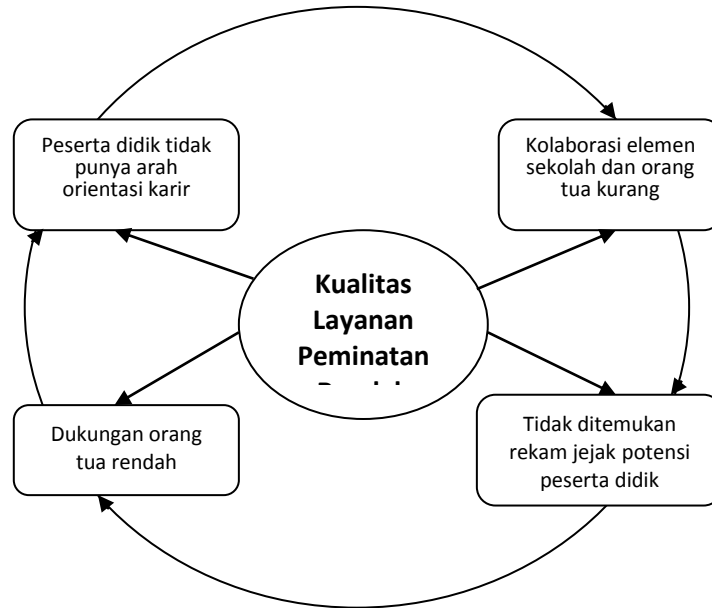 Peserta didik tidak
punya arah
orientasi karir
Kolaborasi elemen
sekolah dan orang
tua kurang
Kualitas
Layanan
Peminatan
Dukungan orang
tua rendah
Tidak ditemukan
rekam jejak potensi
peserta didik